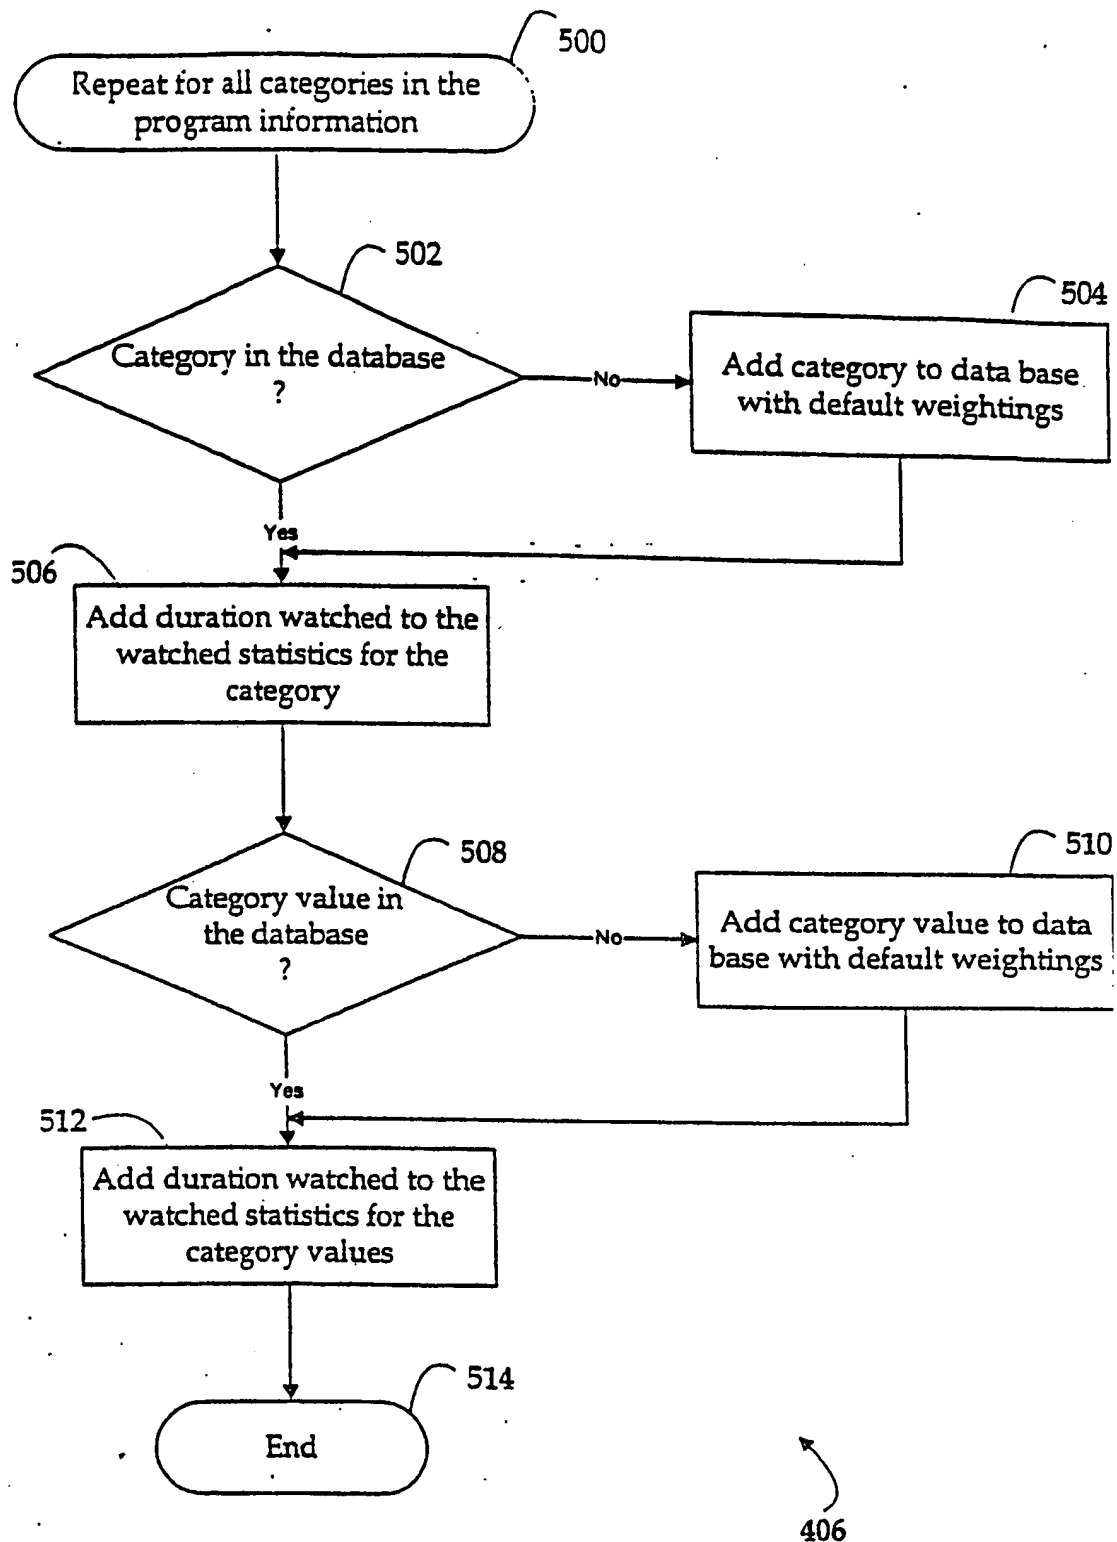 500
Repeat for all categories in the
program information
502
Category in the database
?
No
504
Add category to data base
with default weightings
Yes
506
Add duration watched to the
watched statistics for the
category
508
Category value in
the database
?
No
510
Add category value to data
base with default weightings
Yes
512
Add duration watched to the
watched statistics for the
category values
514
End
406